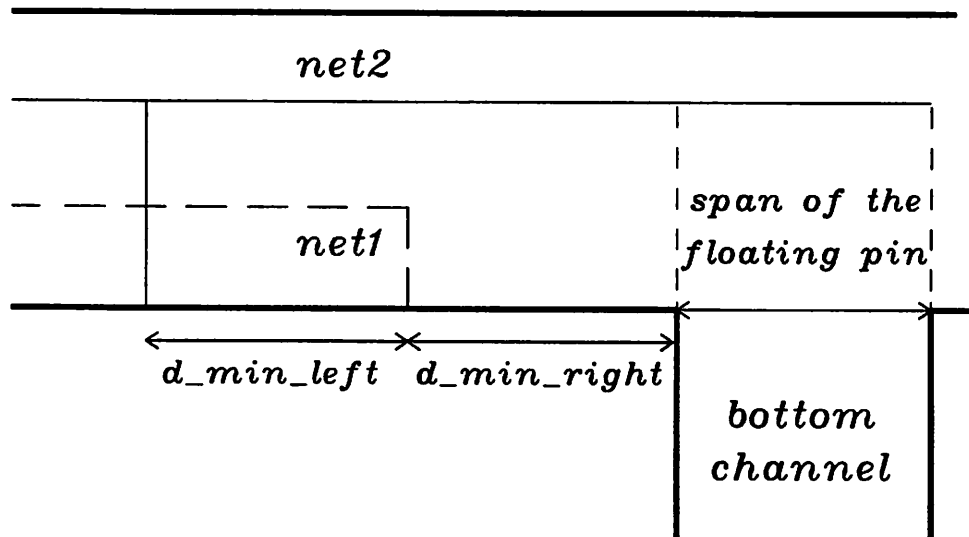 net2
span of the
floating pin
net1
d_min_left
d_min_right
bottom
channel